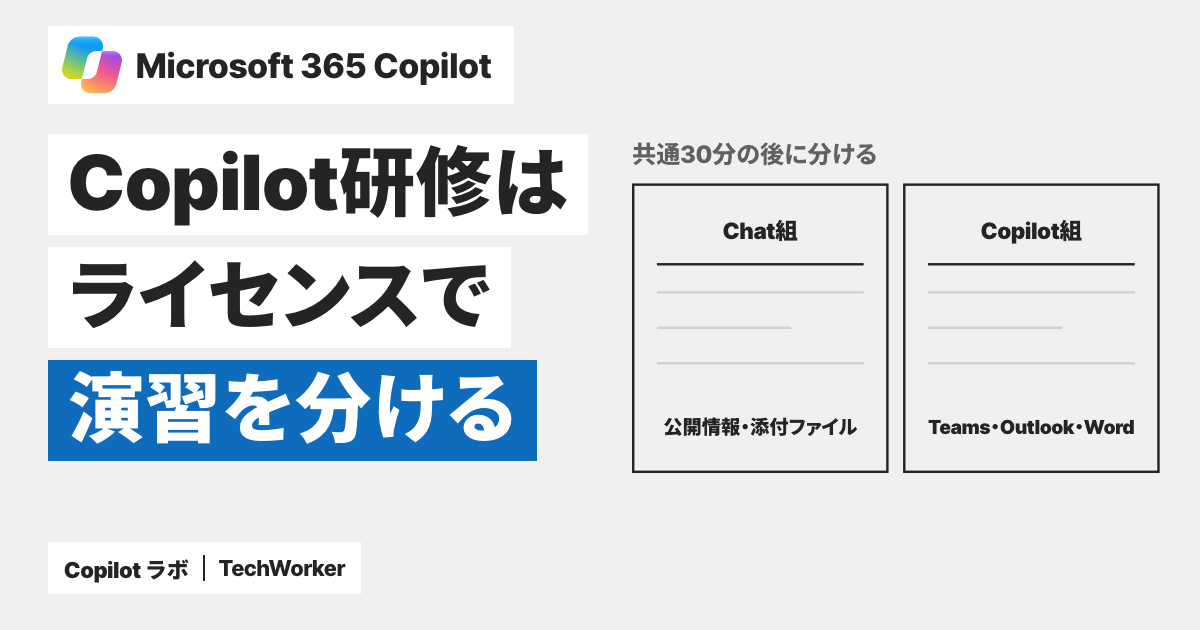 Microsoft 365 Copilot
Copilot研修は
ライセンスで
演習を分ける
共通30分の後に分ける
Chat組
公開情報・添付ファイル
Copilot組
Teams・Outlook・Word
Copilot ラボ | TechWorker